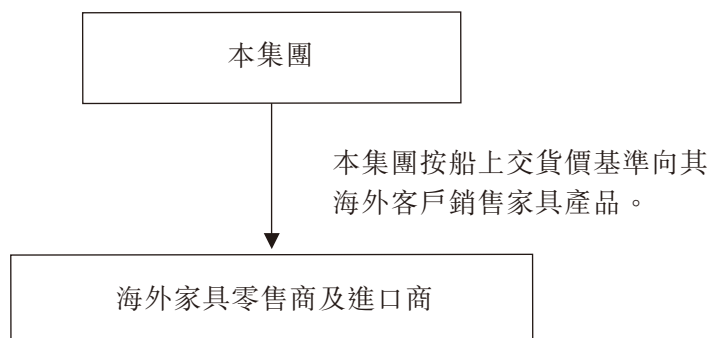 本集團
本集團按船上交貨價基準向其
海外客戶銷售家具產品。
海外家具零售商及進口商